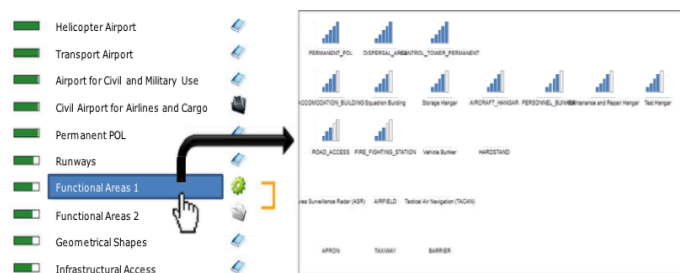 Helicopter Airport
Transport Airport
Airport for Civil and Military Use
Civil Airport for Airlines and Cargo
Permanent POL
Runways
Functional Areas 1
Functional Areas 2
Geometrical Shapes
Infrastructural Access
PERMANENT_POL DISPERSAL_AREA CONTROL_TOWER_PERMANENT
ACCOMODATION_BUILDING Squadron Building Storage Hangar AIRCRAFT_HANGAR PERSONNEL_BUNKER Maintenance and Repair Hangar Test Hangar
ROAD_ACCESS FIRE_FIGHTING_STATION Vehicle Bunker HARDSTAND
Surveillance Radar (ASR) AIRFIELD Tactical Air Navigation (TACAN)
APRON TAXIWAY BARRIER